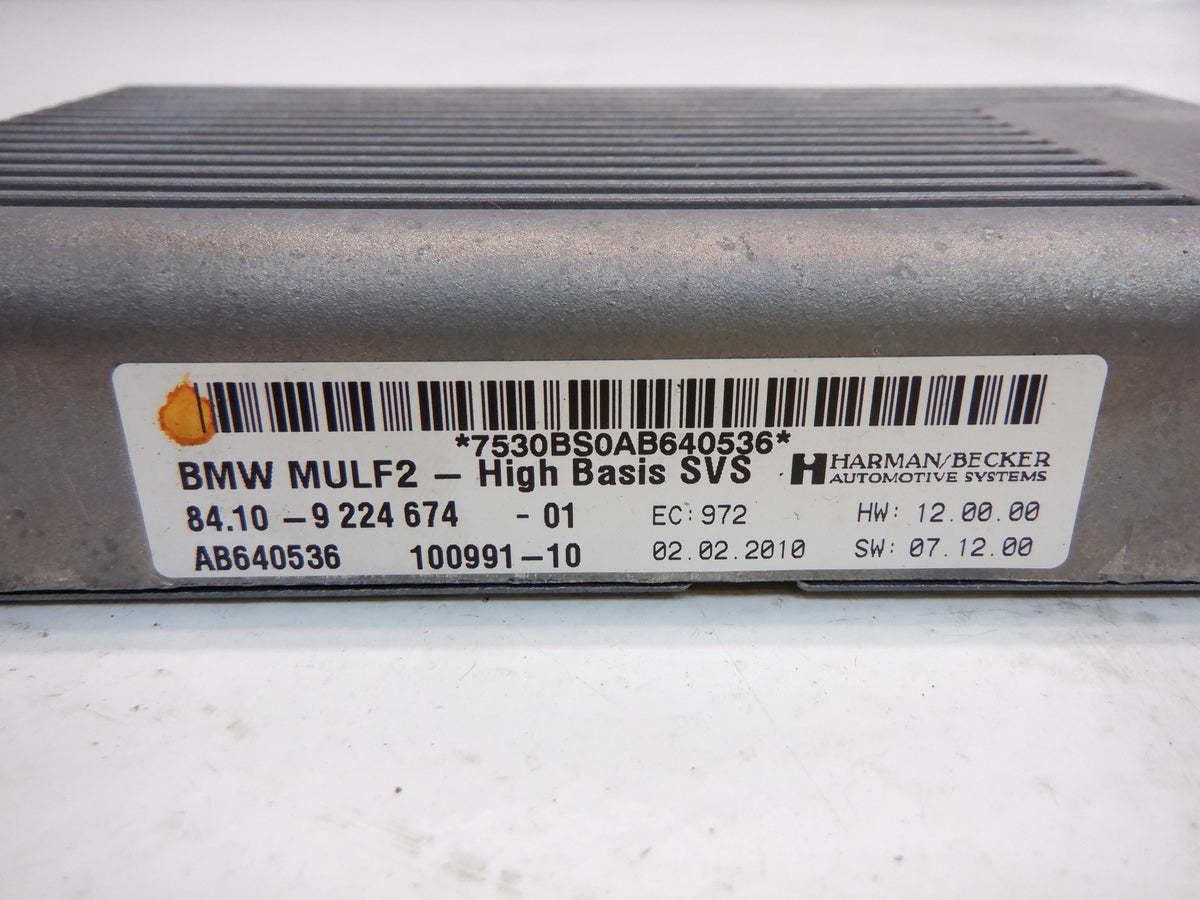 *7530BS0AB640536*
BMW MULF2 – High Basis SVS
HARMAN/BECKER
AUTOMOTIVE SYSTEMS
84.10 – 9 224 674 - 01 EC: 972 HW: 12.00.00
AB640536 100991–10 02.02.2010 SW: 07.12.00